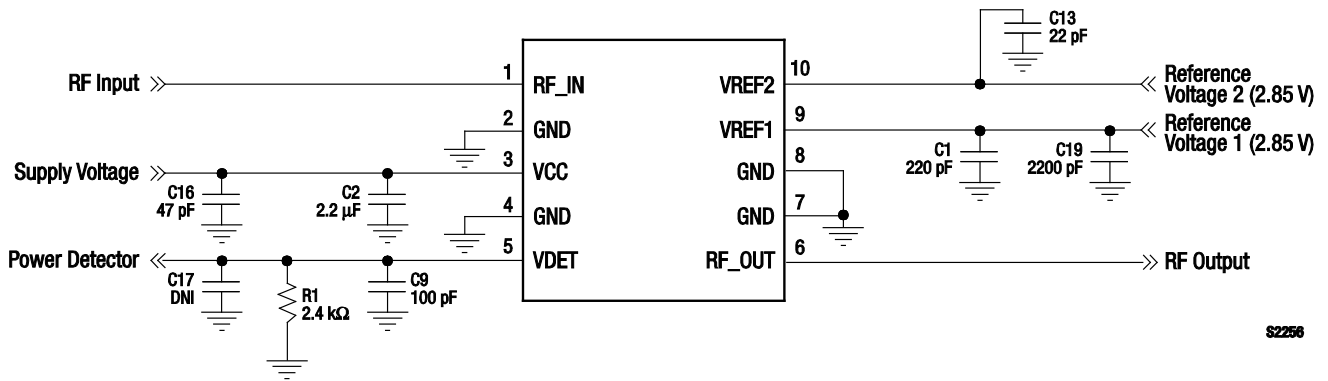 C13
22 pF
RF Input
1
RF_IN
VREF2
10
Reference
Voltage 2 (2.85 V)
2
GND
VREF1
9
Reference
Voltage 1 (2.85 V)
Supply Voltage
3
VCC
GND
8
C1
220 pF
C19
2200 pF
C16
47 pF
C2
2.2 µF
4
GND
GND
7
Power Detector
5
VDET
RF_OUT
6
RF Output
C17
DNI
R1
2.4 kΩ
C9
100 pF
S2256